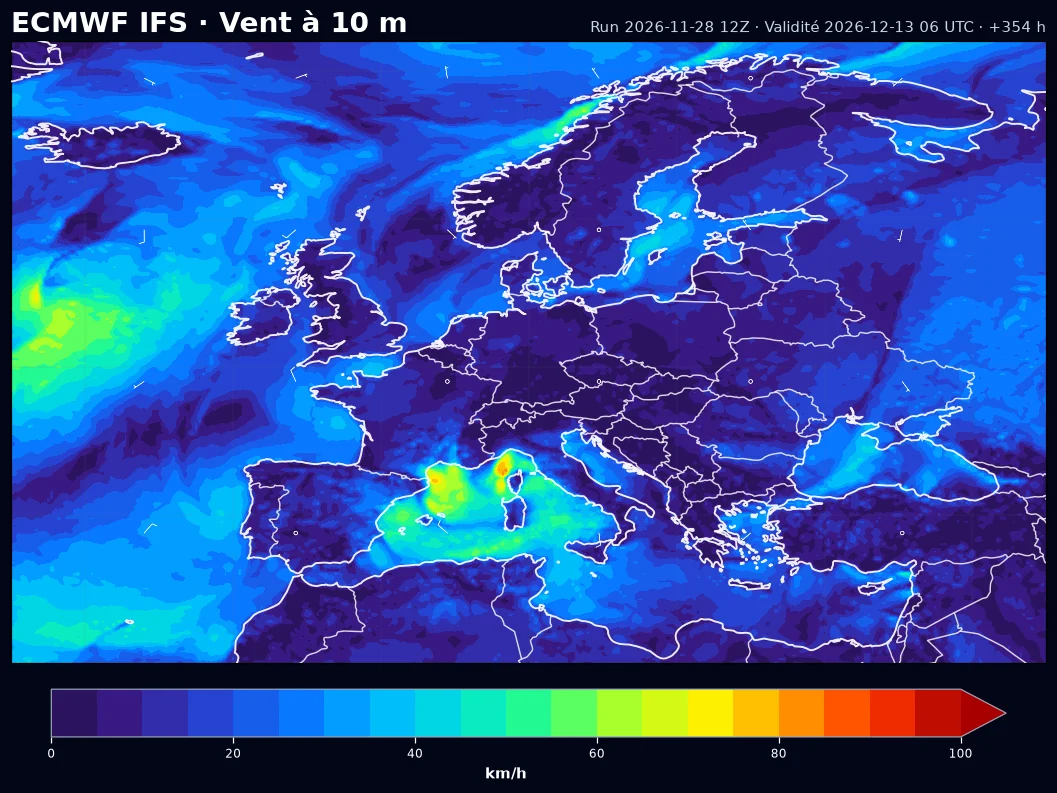 ECMWF IFS · Vent à 10 m
Run 2026-11-28 12Z · Validité 2026-12-13 06 UTC · +354 h
0 20 40 60 80 100
km/h